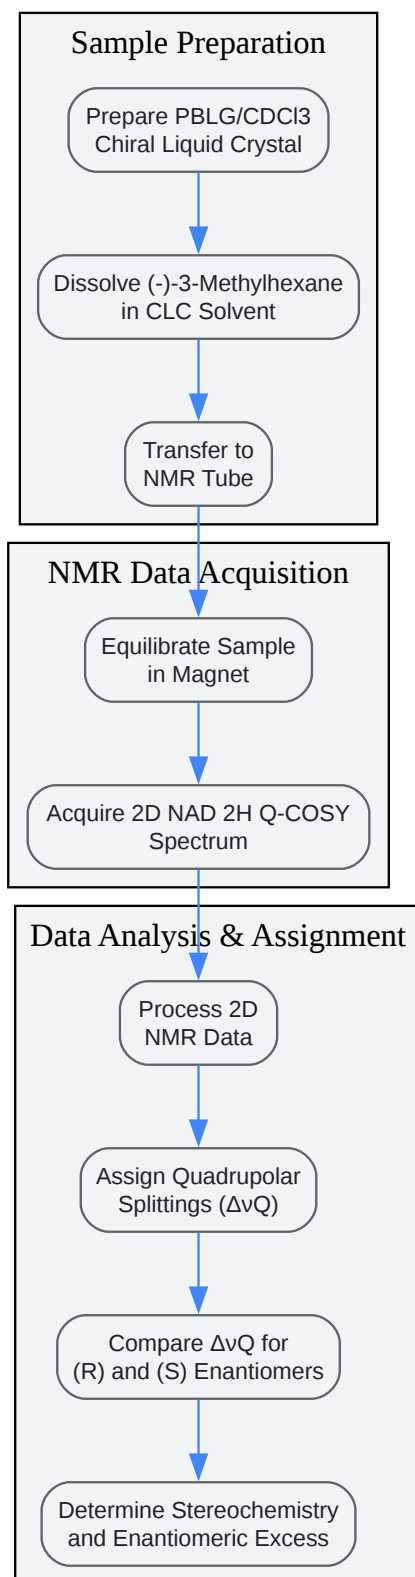 Sample Preparation
Prepare PBLG/CDCl3
Chiral Liquid Crystal
Dissolve (-)-3-Methylhexane
in CLC Solvent
Transfer to
NMR Tube
NMR Data Acquisition
Equilibrate Sample
in Magnet
Acquire 2D NAD 2H Q-COSY
Spectrum
Data Analysis & Assignment
Process 2D
NMR Data
Assign Quadrupolar
Splittings (ΔνQ)
Compare ΔνQ for
(R) and (S) Enantiomers
Determine Stereochemistry
and Enantiomeric Excess